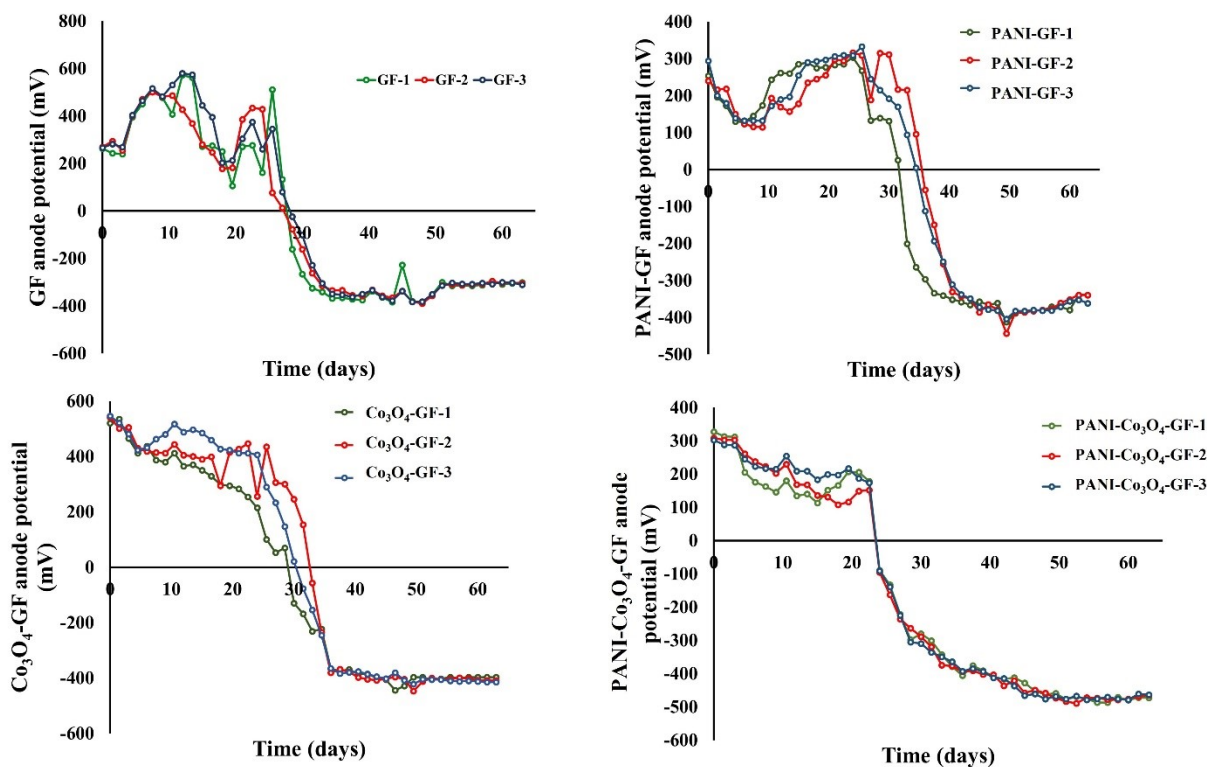 GF anode potential (mV)
800
600
400
200
0
-200
-400
-600
0
10
20
30
40
50
60
GF-1
GF-2
GF-3
Time (days)
PANI-GF anode potential (mV)
400
300
200
100
0
-100
-200
-300
-400
-500
0
10
20
30
40
50
60
PANI-GF-1
PANI-GF-2
PANI-GF-3
Time (days)
Co₃O₄-GF anode potential
(mV)
600
400
200
0
-200
-400
-600
0
10
20
30
40
50
60
Co₃O₄-GF-1
Co₃O₄-GF-2
Co₃O₄-GF-3
Time (days)
PANI-Co₃O₄-GF anode
potential (mV)
400
300
200
100
0
-100
-200
-300
-400
-500
-600
0
10
20
30
40
50
60
PANI-Co₃O₄-GF-1
PANI-Co₃O₄-GF-2
PANI-Co₃O₄-GF-3
Time (days)